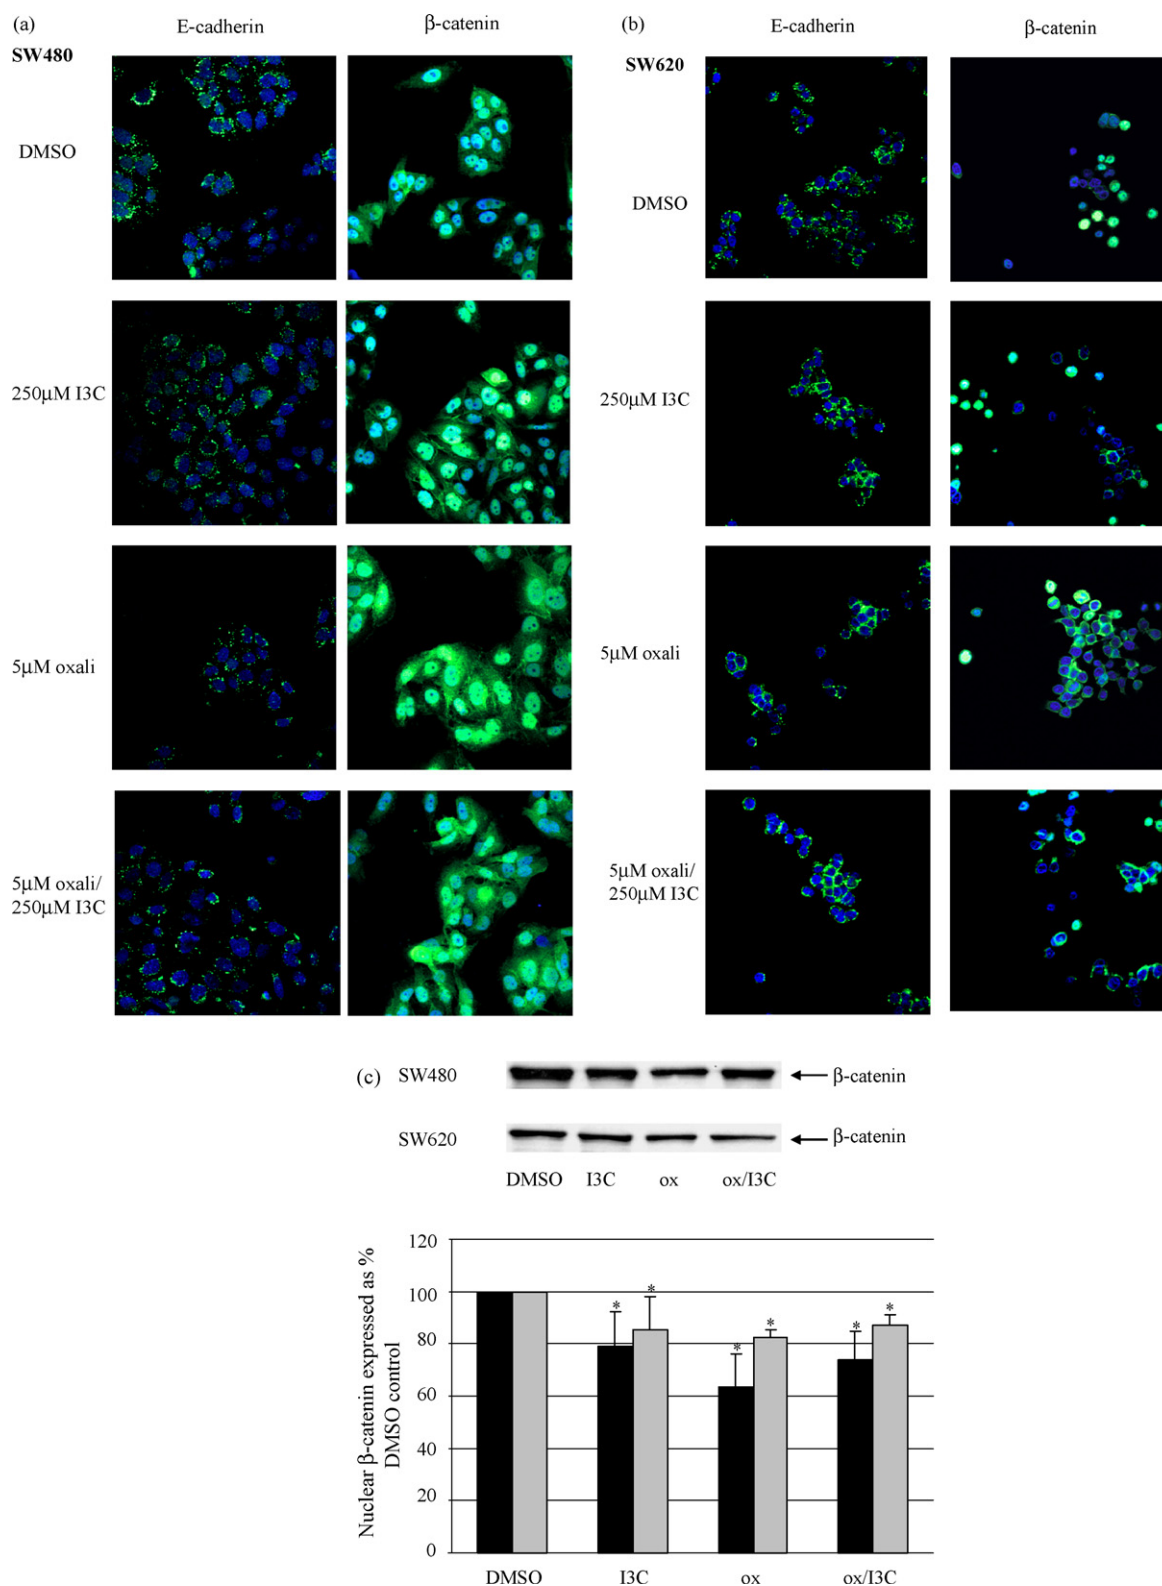 (a) E-cadherin β-catenin (b) E-cadherin β-catenin
SW480 SW620
DMSO DMSO
250μM I3C 250μM I3C
5μM oxali 5μM oxali
5μM oxali/ 5μM oxali/
250μM I3C 250μM I3C
(c) SW480 β-catenin
SW620 β-catenin
DMSO I3C ox ox/I3C
Nuclear β-catenin expressed as %
DMSO control
120
100
80
60
40
20
0
* * * * * *
DMSO I3C ox ox/I3C